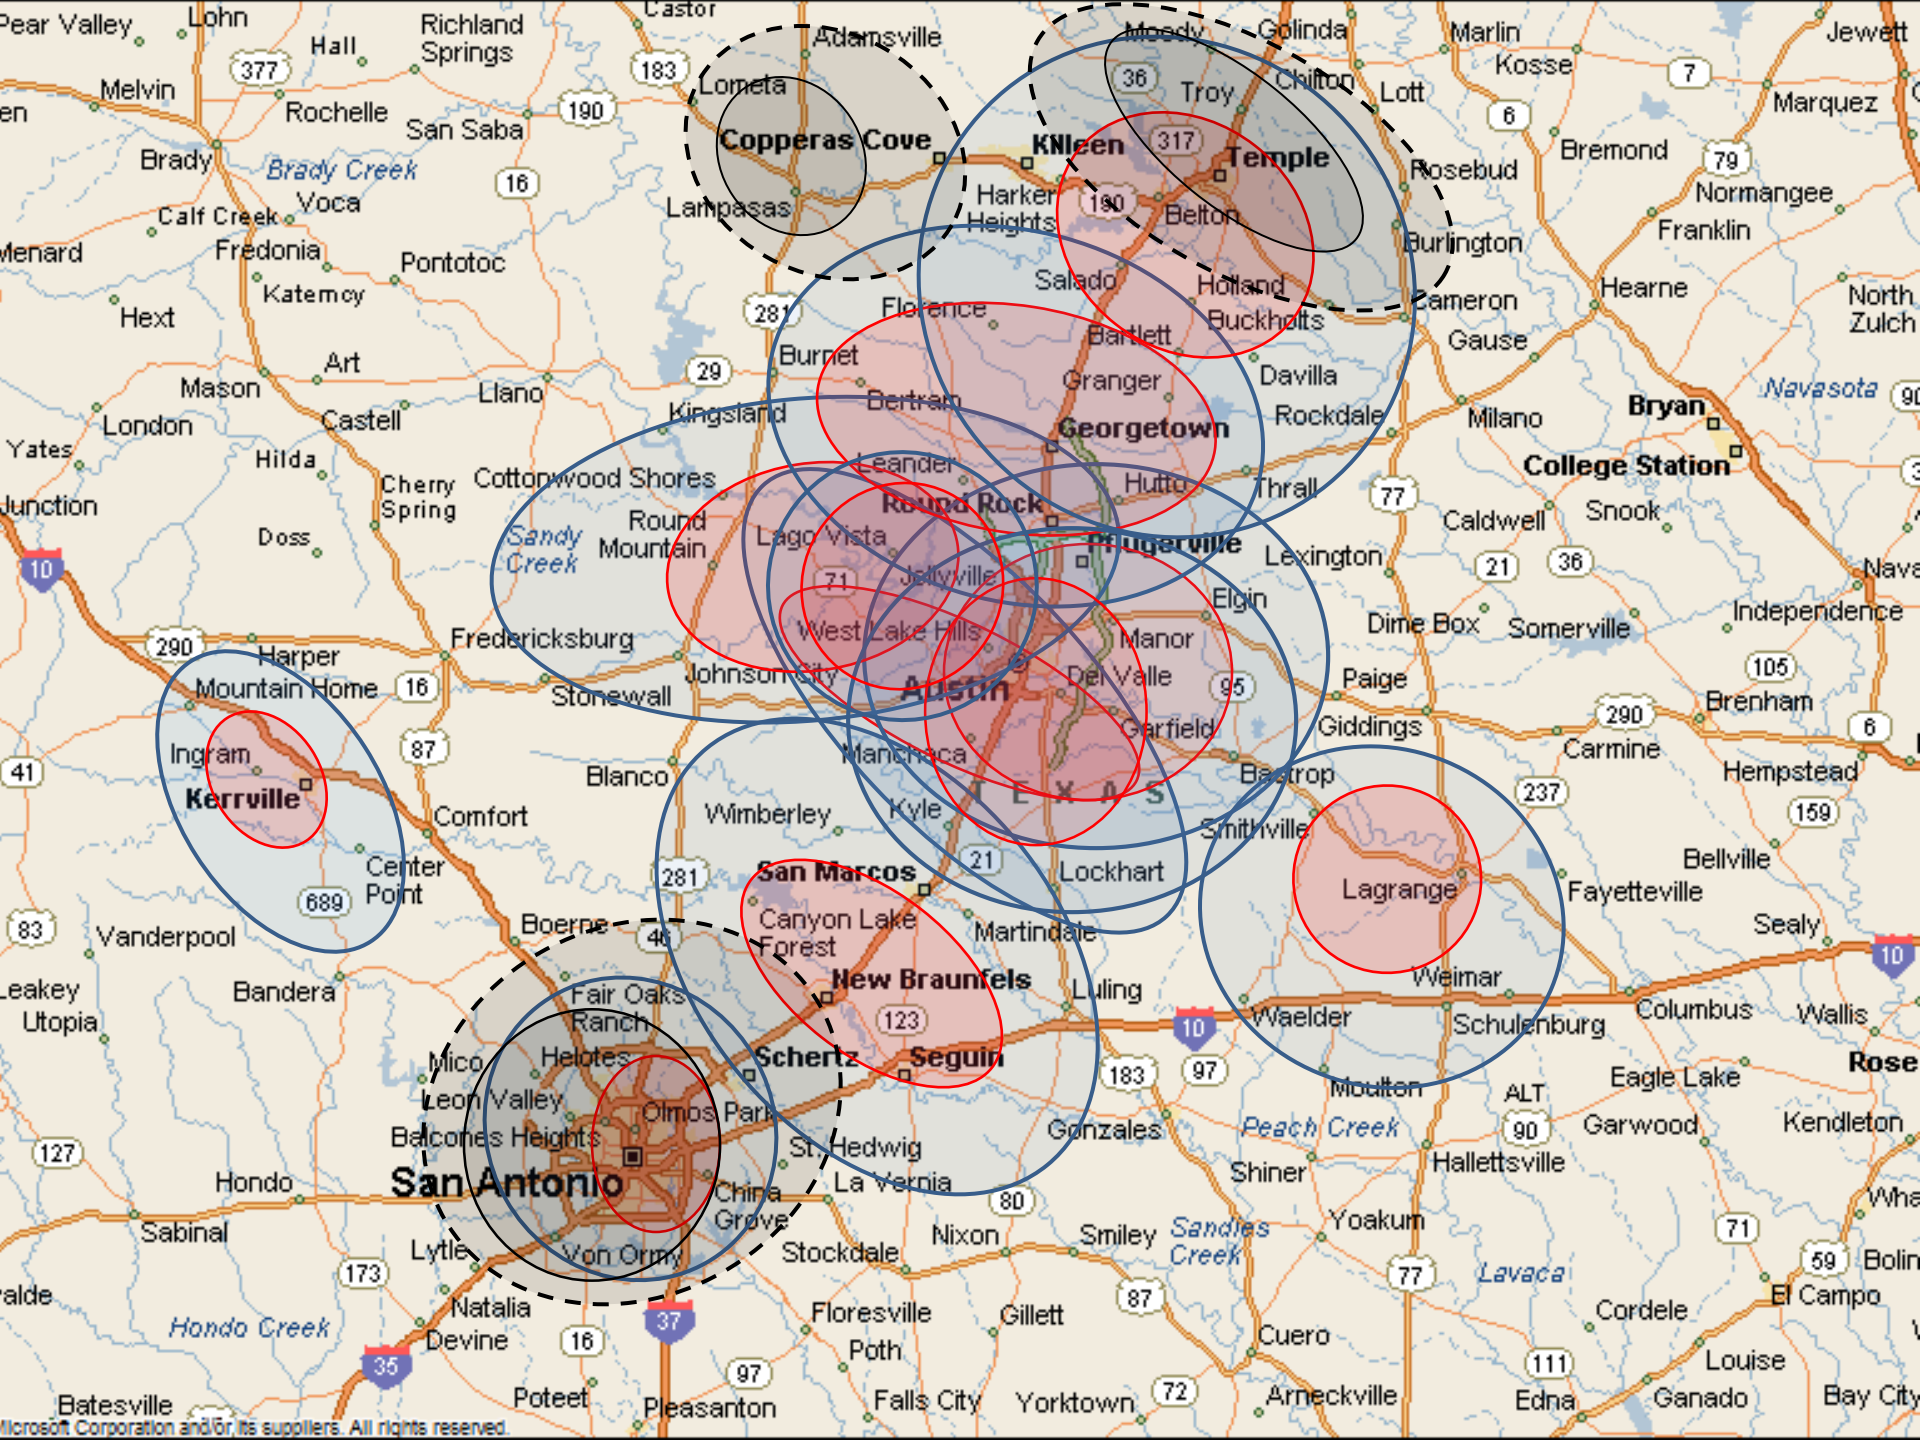 Pear Valley
Lohn
Richland
Springs
Castor
Adamsville
Moody
Golinda
Marlin
Jewett
Hall
377
183
Kosse
7
Melvin
Rochelle
190
Lometa
36
Troy
Chilton
Lott
Marquez
en
San Saba
6
Brady
Brady Creek
Copperas Cove
Killeen
317
Temple
Rosebud
Bremond
79
16
Voca
Calf Creek
Lampasas
Harker
Heights
190
Belton
Normangee
Menard
Fredonia
Pontotoc
Burlington
Franklin
Katemcy
Salado
Holland
Cameron
Hearne
North
Zulch
Hext
281
Florence
Buckholts
Bartlett
Gause
Art
29
Burnet
Mason
Llano
Granger
Davilla
Navasota
90
London
Castell
Kingsland
Bertram
Georgetown
Rockdale
Milano
Bryan
Yates
Hilda
Cottonwood Shores
Leander
Hutto
Thrall
College Station
3
Junction
Cherry
Spring
Round Rock
77
Caldwell
Snook
Doss
Sandy
Creek
Round
Mountain
Lago Vista
Pflugerville
Lexington
21
36
Nava
10
71
Jollyville
Elgin
Independence
290
Fredericksburg
West Lake Hills
Manor
Dime Box
Somerville
Harper
Johnson City
Del Valle
105
Mountain Home
16
Stonewall
Austin
95
Paige
Brenham
Ingram
87
Manchaca
Garfield
Giddings
290
6
41
Blanco
Bastrop
Carmine
Hempstead
Kerrville
Comfort
Wimberley
Kyle
T E X A S
Smithville
237
159
Center
Point
281
San Marcos
21
Lockhart
Bellville
689
Lagrange
Fayetteville
83
Vanderpool
Boerne
46
Canyon Lake
Forest
Martindale
Sealy
10
Leakey
Bandera
Fair Oaks
Ranch
New Braunfels
Luling
Weimar
Utopia
123
10
Waelder
Schulenburg
Columbus
Wallis
Mico
Helotes
Schertz
Seguin
183
97
Moulton
Eagle Lake
Rose
Leon Valley
Olmos Park
ALT
90
Garwood
Kendleton
127
Balcones Heights
St. Hedwig
Gonzales
Peach Creek
San Antonio
Hondo
China
Grove
La Vernia
80
Shiner
Hallettsville
Wha
Sabinal
Lytle
Von Ormy
Stockdale
Nixon
Smiley
Sandies
Creek
Yoakum
71
59
Bolin
173
77
Lavaca
alde
Natalia
87
El Campo
Hondo Creek
Devine
16
37
Floresville
Gillett
Cordele
35
Poth
Cuero
111
Louise
97
Batesville
Poteet
Pleasanton
Falls City
Yorktown
72
Arneckville
Edna
Ganado
Bay City
Microsoft Corporation and/or its suppliers. All rights reserved.